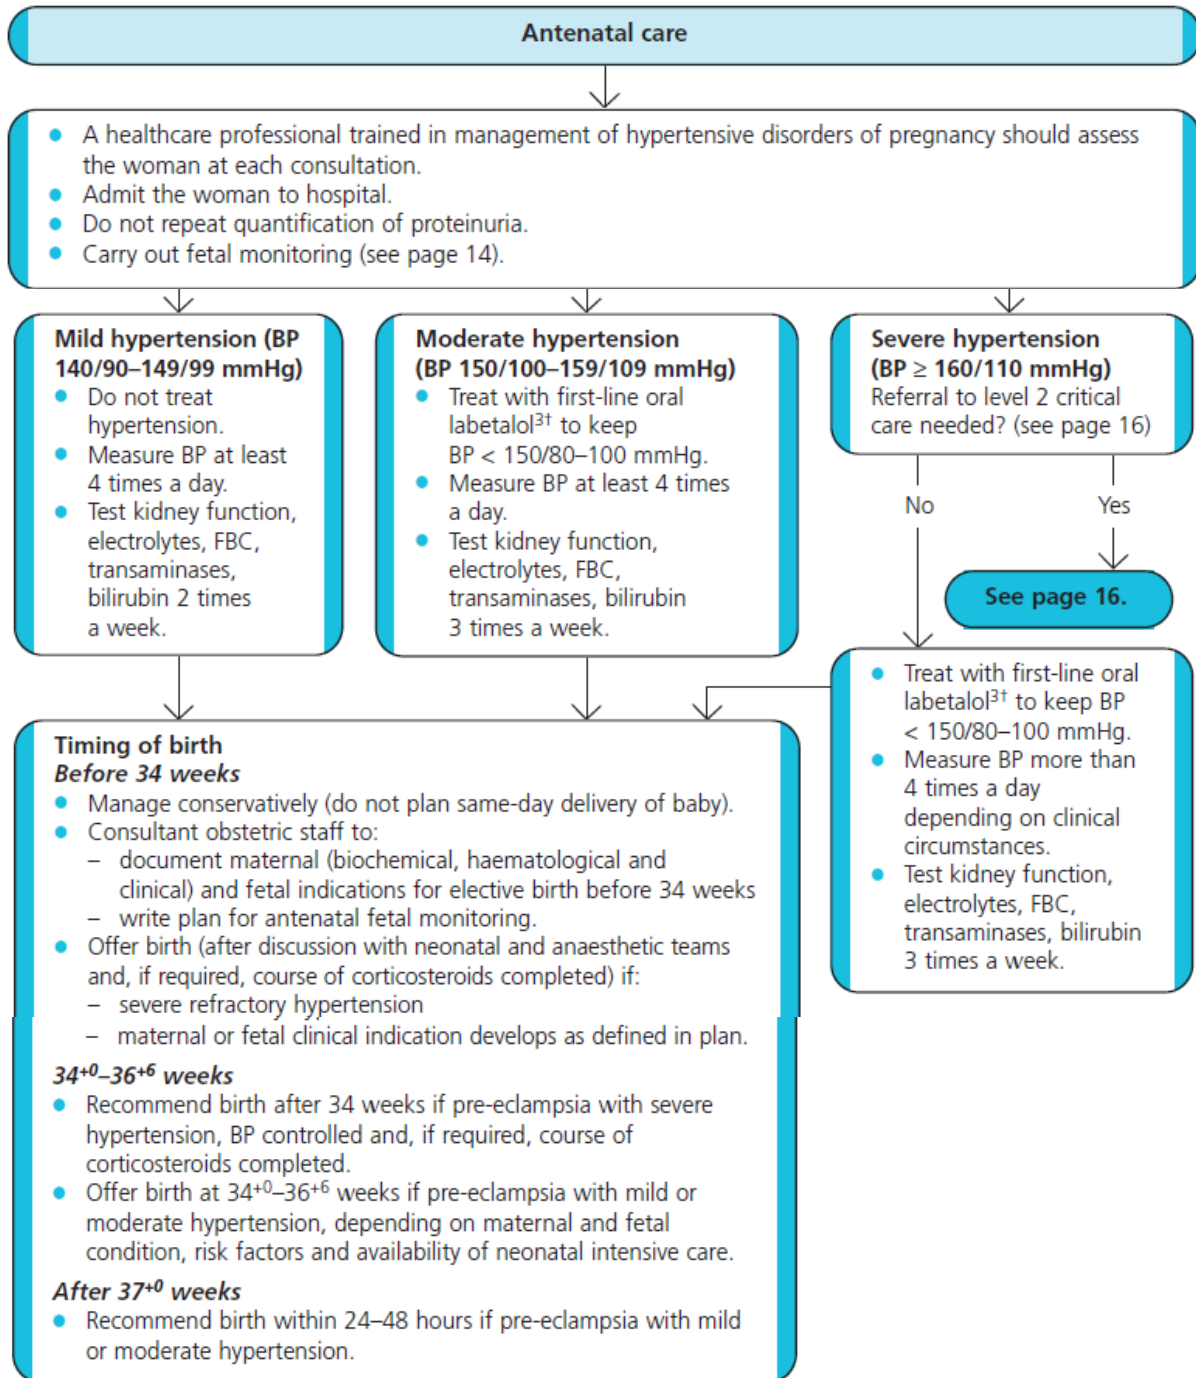 Antenatal care
● A healthcare professional trained in management of hypertensive disorders of pregnancy should assess
the woman at each consultation.
● Admit the woman to hospital.
● Do not repeat quantification of proteinuria.
● Carry out fetal monitoring (see page 14).
Mild hypertension (BP
140/90–149/99 mmHg)
● Do not treat
hypertension.
● Measure BP at least
4 times a day.
● Test kidney function,
electrolytes, FBC,
transaminases,
bilirubin 2 times
a week.
Moderate hypertension
(BP 150/100–159/109 mmHg)
● Treat with first-line oral
labetalol³† to keep
BP < 150/80–100 mmHg.
● Measure BP at least 4 times
a day.
● Test kidney function,
electrolytes, FBC,
transaminases, bilirubin
3 times a week.
Severe hypertension
(BP ≥ 160/110 mmHg)
Referral to level 2 critical
care needed? (see page 16)
No
Yes
See page 16.
● Treat with first-line oral
labetalol³† to keep BP
< 150/80–100 mmHg.
● Measure BP more than
4 times a day
depending on clinical
circumstances.
● Test kidney function,
electrolytes, FBC,
transaminases, bilirubin
3 times a week.
Timing of birth
Before 34 weeks
● Manage conservatively (do not plan same-day delivery of baby).
● Consultant obstetric staff to:
– document maternal (biochemical, haematological and
clinical) and fetal indications for elective birth before 34 weeks
– write plan for antenatal fetal monitoring.
● Offer birth (after discussion with neonatal and anaesthetic teams
and, if required, course of corticosteroids completed) if:
– severe refractory hypertension
– maternal or fetal clinical indication develops as defined in plan.
34⁺⁰–36⁺⁶ weeks
● Recommend birth after 34 weeks if pre-eclampsia with severe
hypertension, BP controlled and, if required, course of
corticosteroids completed.
● Offer birth at 34⁺⁰–36⁺⁶ weeks if pre-eclampsia with mild or
moderate hypertension, depending on maternal and fetal
condition, risk factors and availability of neonatal intensive care.
After 37⁺⁰ weeks
● Recommend birth within 24–48 hours if pre-eclampsia with mild
or moderate hypertension.